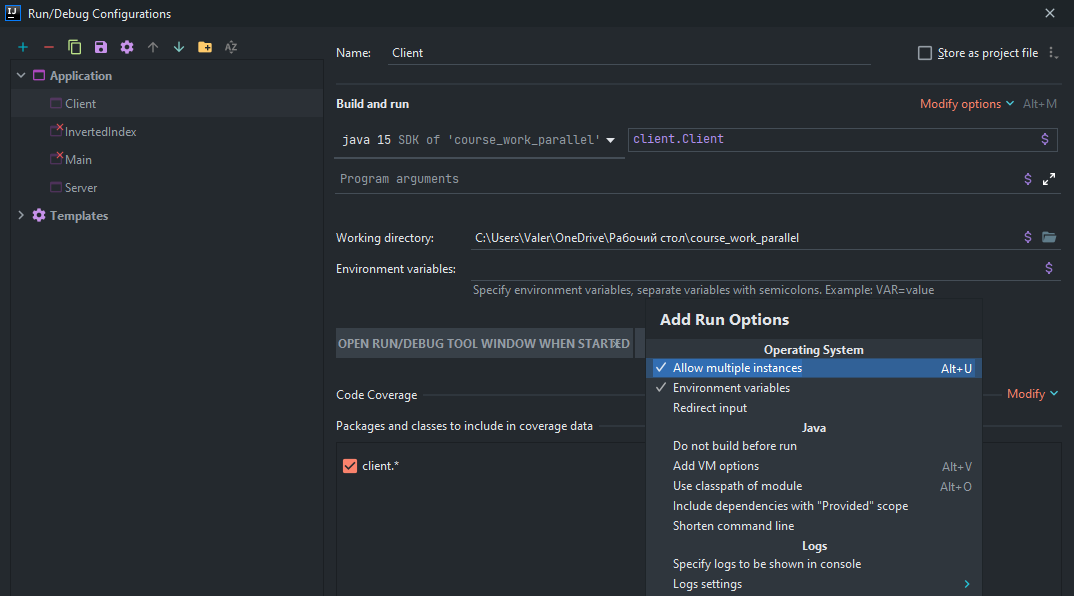 IJ Run/Debug Configurations
Name: Client Store as project file
Application
Client
InvertedIndex
Main
Server
Templates
Build and run Modify options Alt+M
java 15 SDK of 'course_work_parallel' client.Client $
Program arguments $
Working directory: C:\Users\Valer\OneDrive\Рабочий стол\course_work_parallel $
Environment variables: $
Specify environment variables, separate variables with semicolons. Example: VAR=value
OPEN RUN/DEBUG TOOL WINDOW WHEN STARTED
Code Coverage Modify
Packages and classes to include in coverage data
client.*
Add Run Options
Operating System
Allow multiple instances Alt+U
Environment variables
Redirect input
Java
Do not build before run
Add VM options Alt+V
Use classpath of module Alt+O
Include dependencies with "Provided" scope
Shorten command line
Logs
Specify logs to be shown in console
Logs settings